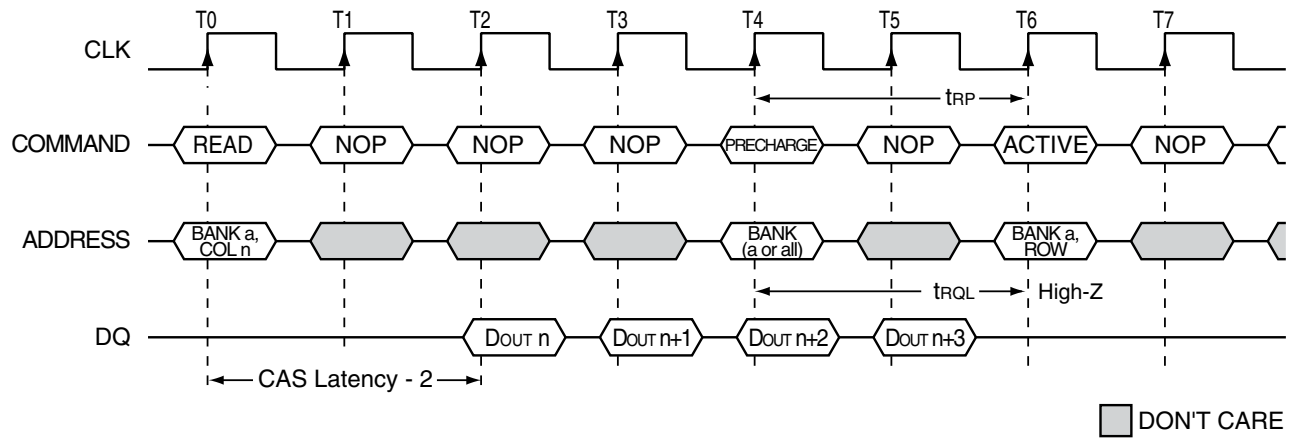 T0 T1 T2 T3 T4 T5 T6 T7
CLK
tRP
COMMAND READ NOP NOP NOP PRECHARGE NOP ACTIVE NOP
ADDRESS
BANK a,
COL n
BANK
(a or all)
BANK a,
ROW
tRQL High-Z
DQ DOUT n DOUT n+1 DOUT n+2 DOUT n+3
CAS Latency - 2
DON'T CARE